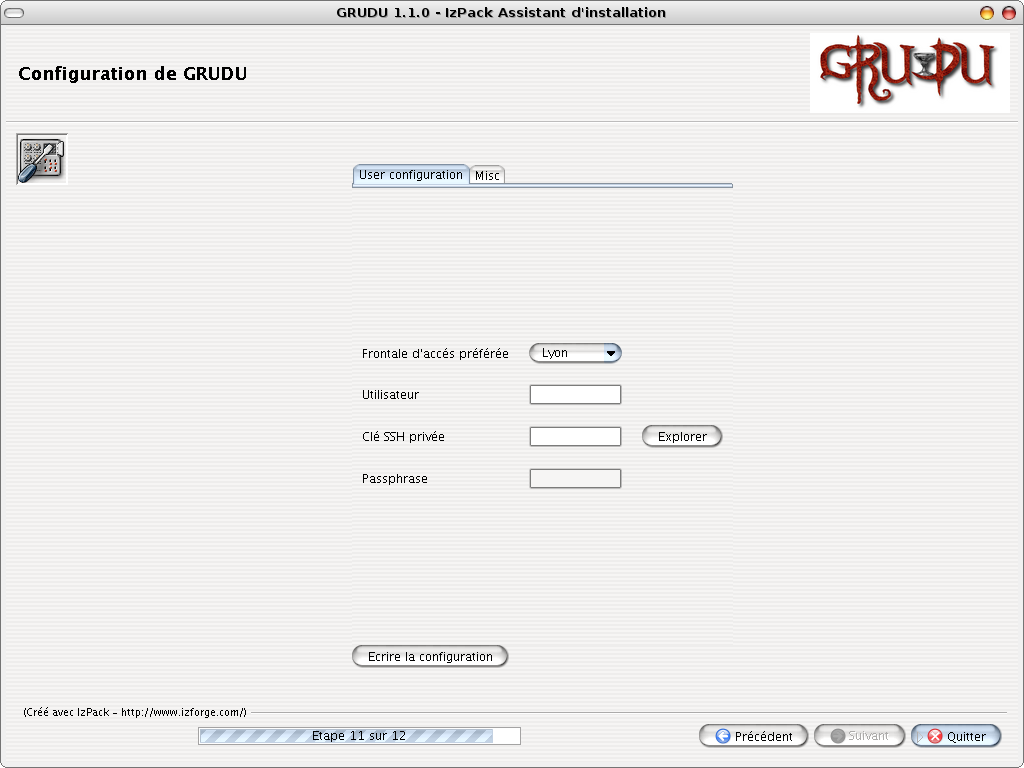 GRUDU 1.1.0 - IzPack Assistant d'installation
Configuration de GRUDU
GRUDU
User configuration Misc
Frontale d'accés préférée Lyon
Utilisateur
Clé SSH privée Explorer
Passphrase
Ecrire la configuration
(Créé avec IzPack - http://www.izforge.com/)
Etape 11 sur 12
Précédent Suivant Quitter